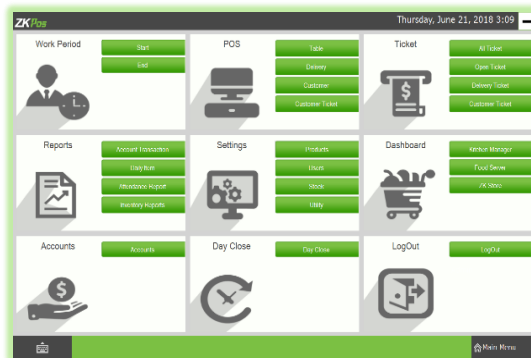 ZKPos
Thursday, June 21, 2018 3:09
Work Period
Start
End
POS
Table
Delivery
Customer
Customer Ticket
Ticket
All Ticket
Open Ticket
Delivery Ticket
Customer Ticket
Reports
Account Transaction
Daily Item
Attendance Report
Inventory Reports
Settings
Products
Users
Stock
Utility
Dashboard
Kitchen Manager
Food Server
ZK Store
Accounts
Accounts
Day Close
Day Close
LogOut
LogOut
Main Menu